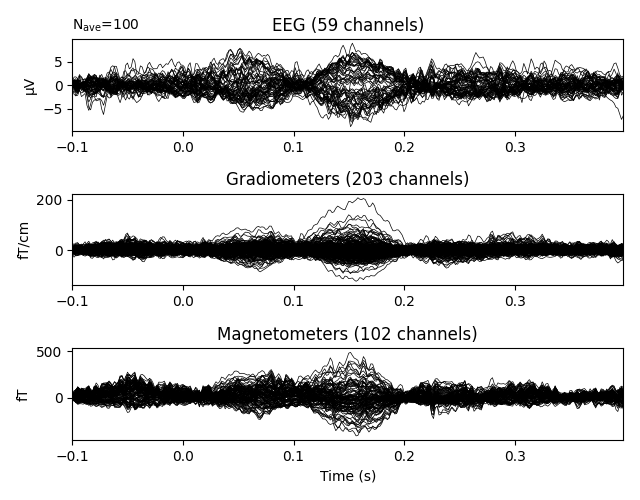 N_ave=100
EEG (59 channels)
µV
5
0
−5
−0.1 0.0 0.1 0.2 0.3
Gradiometers (203 channels)
fT/cm
200
0
−0.1 0.0 0.1 0.2 0.3
Magnetometers (102 channels)
fT
500
0
−0.1 0.0 0.1 0.2 0.3
Time (s)